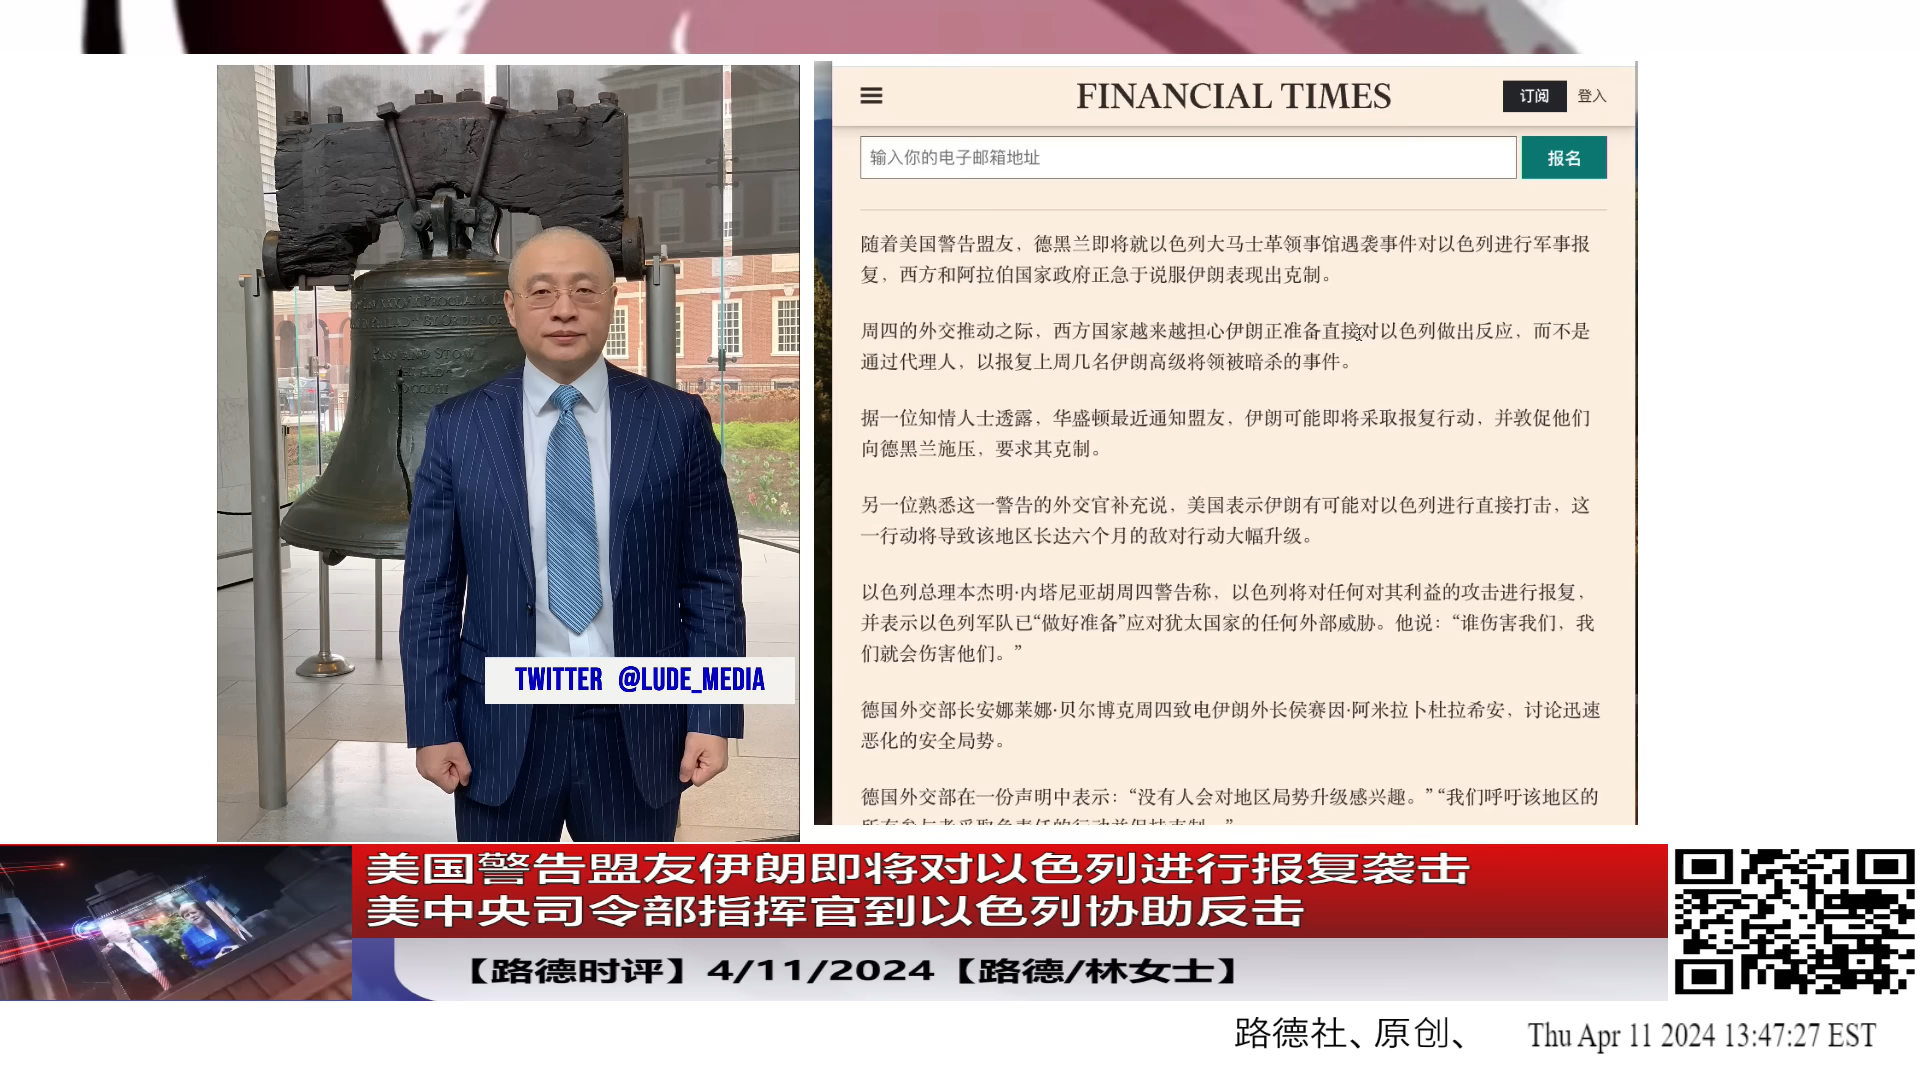 FINANCIAL TIMES
订阅
登入
输入你的电子邮箱地址
报名
随着美国警告盟友，德黑兰即将就以色列大马士革领事馆遇袭事件对以色列进行军事报
复，西方和阿拉伯国家政府正急于说服伊朗表现出克制。
周四的外交推动之际，西方国家越来越担心伊朗正准备直接对以色列做出反应，而不是
通过代理人，以报复上周几名伊朗高级将领被暗杀的事件。
据一位知情人士透露，华盛顿最近通知盟友，伊朗可能即将采取报复行动，并敦促他们
向德黑兰施压，要求其克制。
另一位熟悉这一警告的外交官补充说，美国表示伊朗有可能对以色列进行直接打击，这
一行动将导致该地区长达六个月的敌对行动大幅升级。
以色列总理本杰明·内塔尼亚胡周四警告称，以色列将对任何对其利益的攻击进行报复，
并表示以色列军队已“做好准备”应对犹太国家的任何外部威胁。他说：“谁伤害我们，我
们就会伤害他们。”
德国外交部长安娜莱娜·贝尔博克周四致电伊朗外长侯赛因·阿米拉卜杜拉希安，讨论迅速
恶化的安全局势。
德国外交部在一份声明中表示：“没有人会对地区局势升级感兴趣。”“我们呼吁该地区的
PASS AND STOW
TWITTER @LUDE_MEDIA
美国警告盟友伊朗即将对以色列进行报复袭击
美中央司令部指挥官到以色列协助反击
【路德时评】4/11/2024【路德/林女士】
路德社、原创、
Thu Apr 11 2024 13:47:27 EST